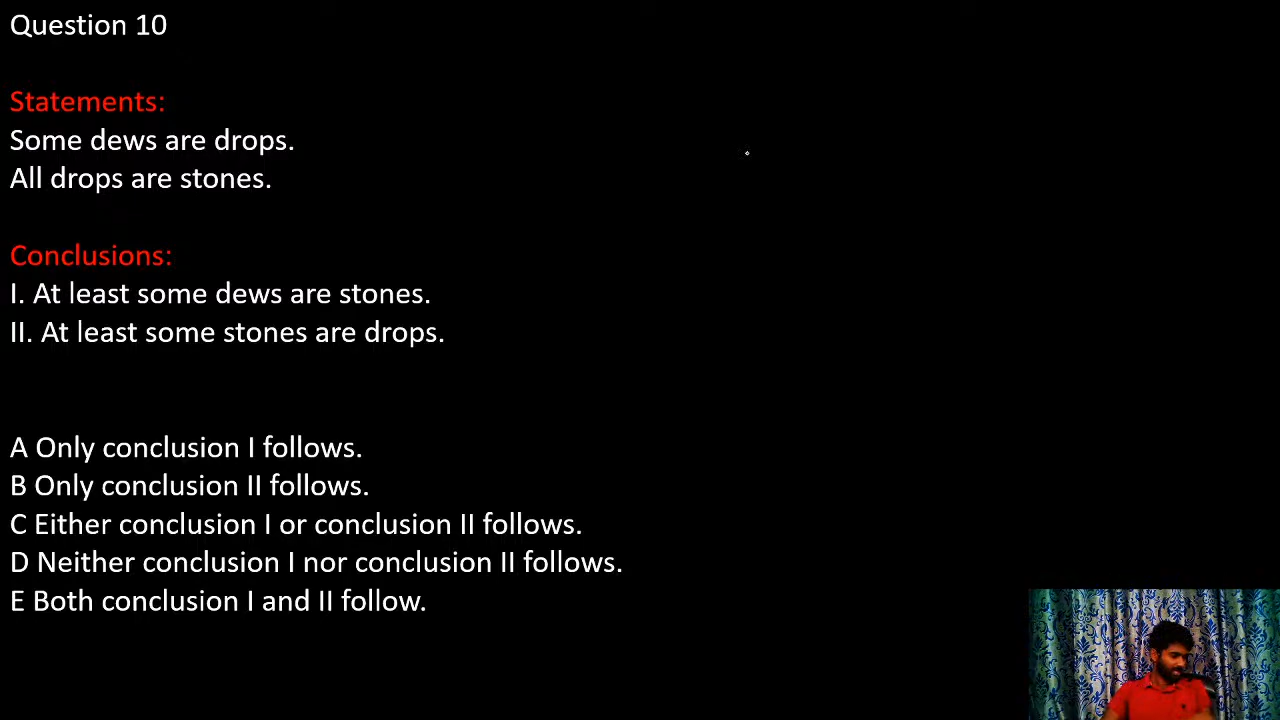 Question 10
Statements:
Some dews are drops.
All drops are stones.
Conclusions:
I. At least some dews are stones.
II. At least some stones are drops.
A Only conclusion I follows.
B Only conclusion II follows.
C Either conclusion I or conclusion II follows.
D Neither conclusion I nor conclusion II follows.
E Both conclusion I and II follow.